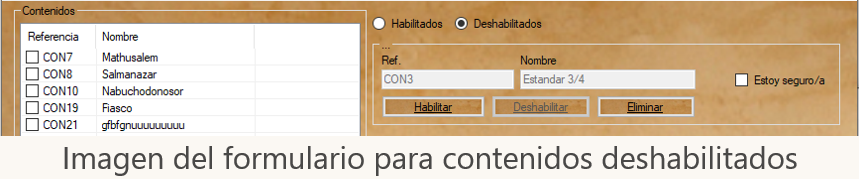 Contenidos
Referencia Nombre
CON7 Mathusalem
CON8 Salmanazar
CON10 Nabuchodonosor
CON19 Fiasco
CON21 gfbfgnuuuuuuuuu
Habilitados Deshabilitados
...
Ref. Nombre
CON3 Estandar 3/4 Estoy seguro/a
Habilitar Deshabilitar Eliminar
Imagen del formulario para contenidos deshabilitados